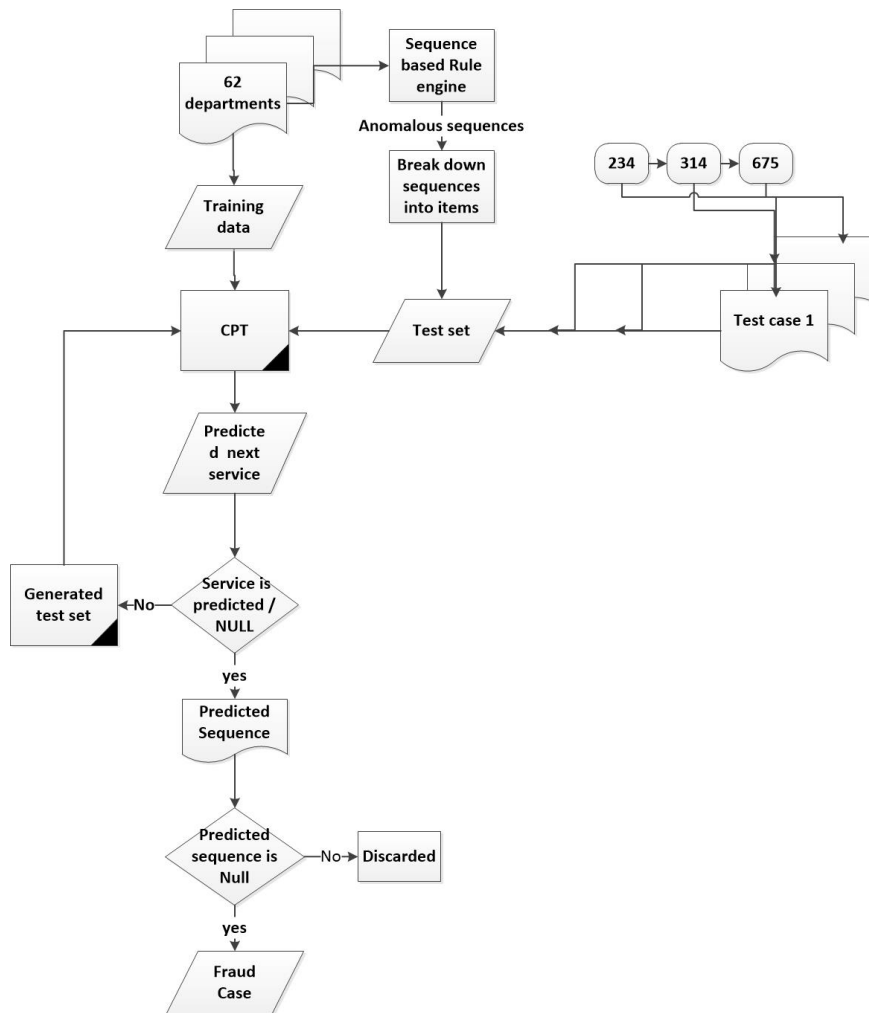 62
departments
Sequence
based Rule
engine
Anomalous sequences
Break down
sequences
into items
234
314
675
Training
data
CPT
Test set
Test case 1
Predicte
d next
service
Generated
test set
No
Service is
predicted /
NULL
yes
Predicted
Sequence
Predicted
sequence is
Null
No
Discarded
yes
Fraud
Case